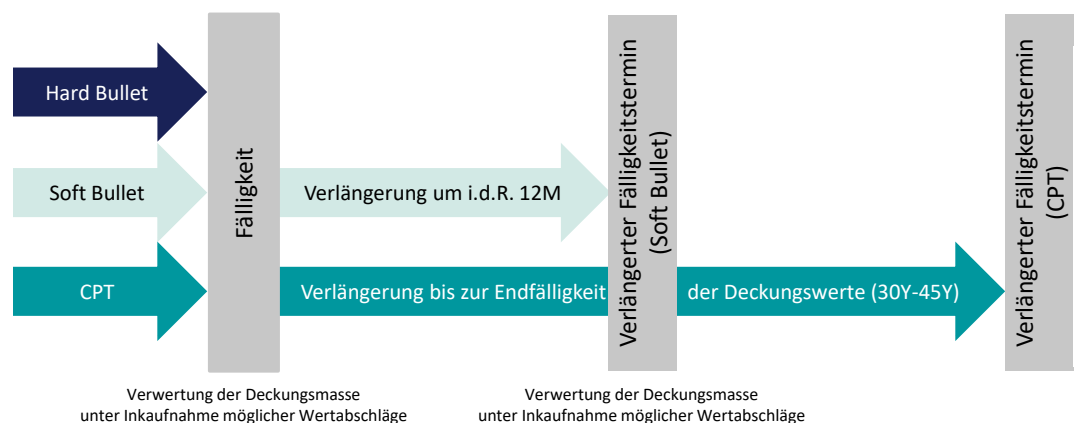 Hard Bullet
Soft Bullet
CPT
Fälligkeit
Verlängerung um i.d.R. 12M
Verlängerung bis zur Endfälligkeit
Verlängerter Fälligkeitstermin
(Soft Bullet)
der Deckungswerte (30Y-45Y)
Verlängerter Fälligkeitstermin
(CPT)
Verwertung der Deckungsmasse
unter Inkaufnahme möglicher Wertabschläge
Verwertung der Deckungsmasse
unter Inkaufnahme möglicher Wertabschläge